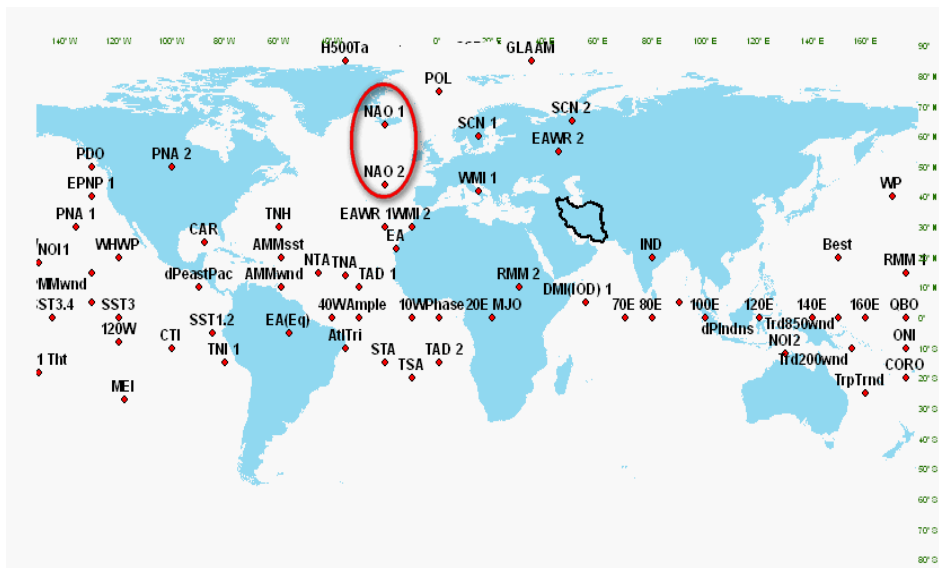 140° W 120° W 100° W 80° W 60° W 40° W 0° 20° E 40° E 60° E 80° E 100° E 120° E 140° E 160° E 90°
H500Ta GLAAM
POL 80° N
NAO 1 SCN 1 SCN 2 70° N
EAWR 2 60° N
PDO PNA 2 50° N
EPNP 1 NAO 2 WMI 1 WP 40° N
PNA 1 CAR TNH EAWR 1 WMI 2 30° N
NOI1 WHWP AMMsst EA IND Best 20° N
MMwnd dPeastPac AMMwnd NTA TNA TAD 1 RMM 2 DMI(IOD) 1 RMM 10° N
ST3.4 SST3 40WAmple 10WPhase 20E MJO 70E 80E 100E 120E 140E 160E QBO 0°
120W CTI SST1.2 EA(Eq) AtlTri dPIndns Trd850wnd NOI2 ONI 10° S
1 Tht TNI 1 STA TSA TAD 2 Trd200wnd CORO 20° S
MEI TrpTrnd 30° S
40° S
50° S
60° S
70° S
80° S
90° S